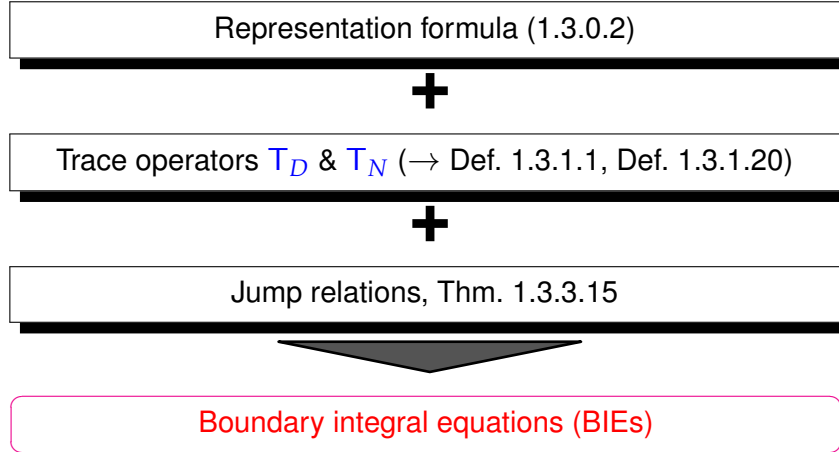 Representation formula (1.3.0.2)
+
Trace operators T_D & T_N (→ Def. 1.3.1.1, Def. 1.3.1.20)
+
Jump relations, Thm. 1.3.3.15
Boundary integral equations (BIEs)